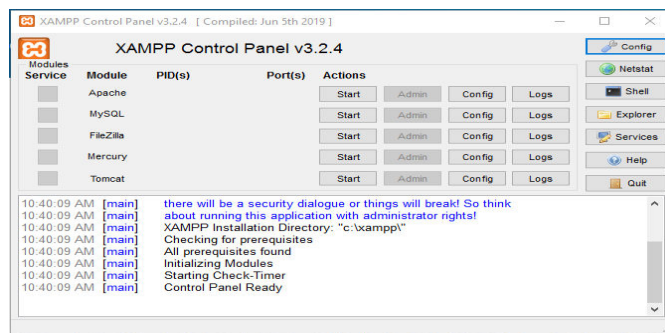 XAMPP Control Panel v3.2.4 [ Compiled: Jun 5th 2019 ]
XAMPP Control Panel v3.2.4
Config
Modules
Service Module PID(s) Port(s) Actions
Netstat
Apache Start Admin Config Logs
Shell
MySQL Start Admin Config Logs
Explorer
FileZilla Start Admin Config Logs
Services
Mercury Start Admin Config Logs
Help
Tomcat Start Admin Config Logs
Quit
10:40:09 AM [main] there will be a security dialogue or things will break! So think
10:40:09 AM [main] about running this application with administrator rights!
10:40:09 AM [main] XAMPP Installation Directory: "c:\xampp\"
10:40:09 AM [main] Checking for prerequisites
10:40:09 AM [main] All prerequisites found
10:40:09 AM [main] Initializing Modules
10:40:09 AM [main] Starting Check-Timer
10:40:09 AM [main] Control Panel Ready